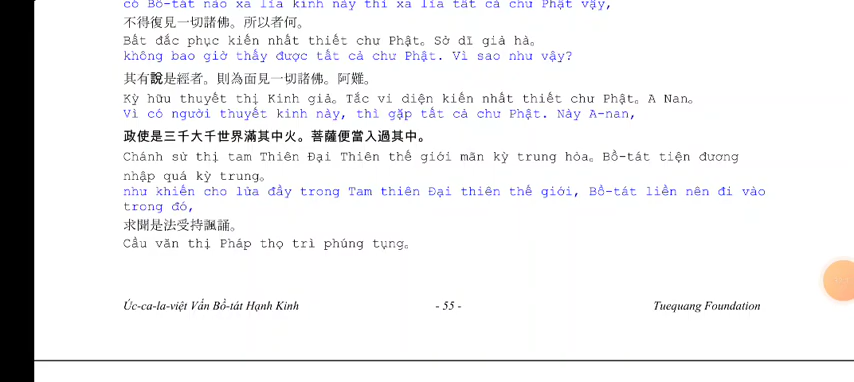 có Bồ-tát nào xa lìa kinh này thì xa lìa tất cả chư Phật vậy,
不得復見一切諸佛。所以者何。
Bất đắc phục kiến nhất thiết chư Phật。Sở dĩ giả hà。
không bao giờ thấy được tất cả chư Phật. Vì sao như vậy?
其有說是經者。則為面見一切諸佛。阿難。
Kỳ hữu thuyết thị Kinh giả。Tắc vi diện kiến nhất thiết chư Phật。A Nan。
Vì có người thuyết kinh này, thì gặp tất cả chư Phật. Này A-nan,
政使是三千大千世界滿其中火。菩薩便當入過其中。
Chánh sử thị tam Thiên Đại Thiên thế giới mãn kỳ trung hỏa。Bồ-tát tiện đương
nhập quá kỳ trung。
như khiến cho lửa đầy trong Tam thiên Đại thiên thế giới, Bồ-tát liền nên đi vào
trong đó,
求聞是法受持諷誦。
Cầu văn thị Pháp thọ trì phúng tụng。
Úc-ca-la-việt Vấn Bồ-tát Hạnh Kinh - 55 - Tuequang Foundation